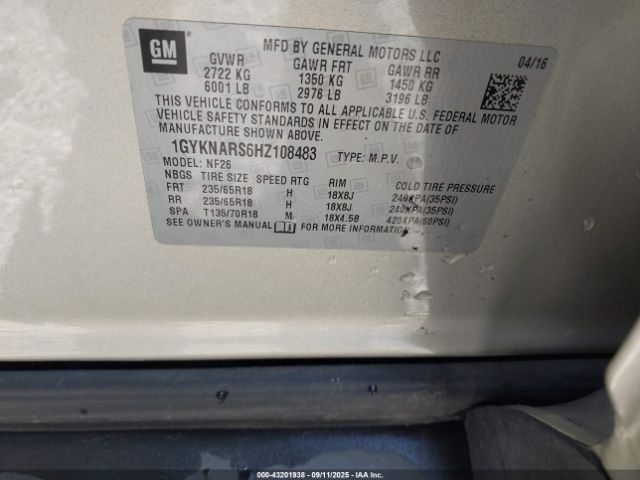 GM
MFD BY GENERAL MOTORS LLC
04/16
GVWR GAWR FRT GAWR RR
2722 KG 1350 KG 1450 KG
6001 LB 2976 LB 3196 LB
THIS VEHICLE CONFORMS TO ALL APPLICABLE U.S. FEDERAL MOTOR
VEHICLE SAFETY STANDARDS IN EFFECT ON THE DATE OF
MANUFACTURE SHOWN ABOVE.
1GYKNARS6HZ108483 TYPE: M.P.V.
MODEL: NF26
NBGS TIRE SIZE SPEED RTG RIM COLD TIRE PRESSURE
FRT 235/65R18 H 18X8J 240KPA(35PSI)
RR 235/65R18 H 18X8J 240KPA(35PSI)
SPA T135/70R18 M 18X4.5B 420KPA(60PSI)
SEE OWNER'S MANUAL FOR MORE INFORMATION
000-43201938 - 09/11/2025 - IAAI.com